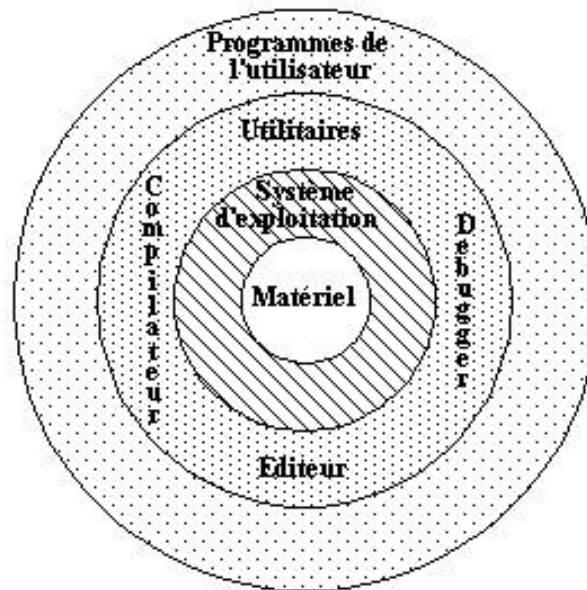 Programmes de
l'utilisateur
Utilitaires
Système
d'exploitation
Compilateur
Debugger
Matériel
Editeur